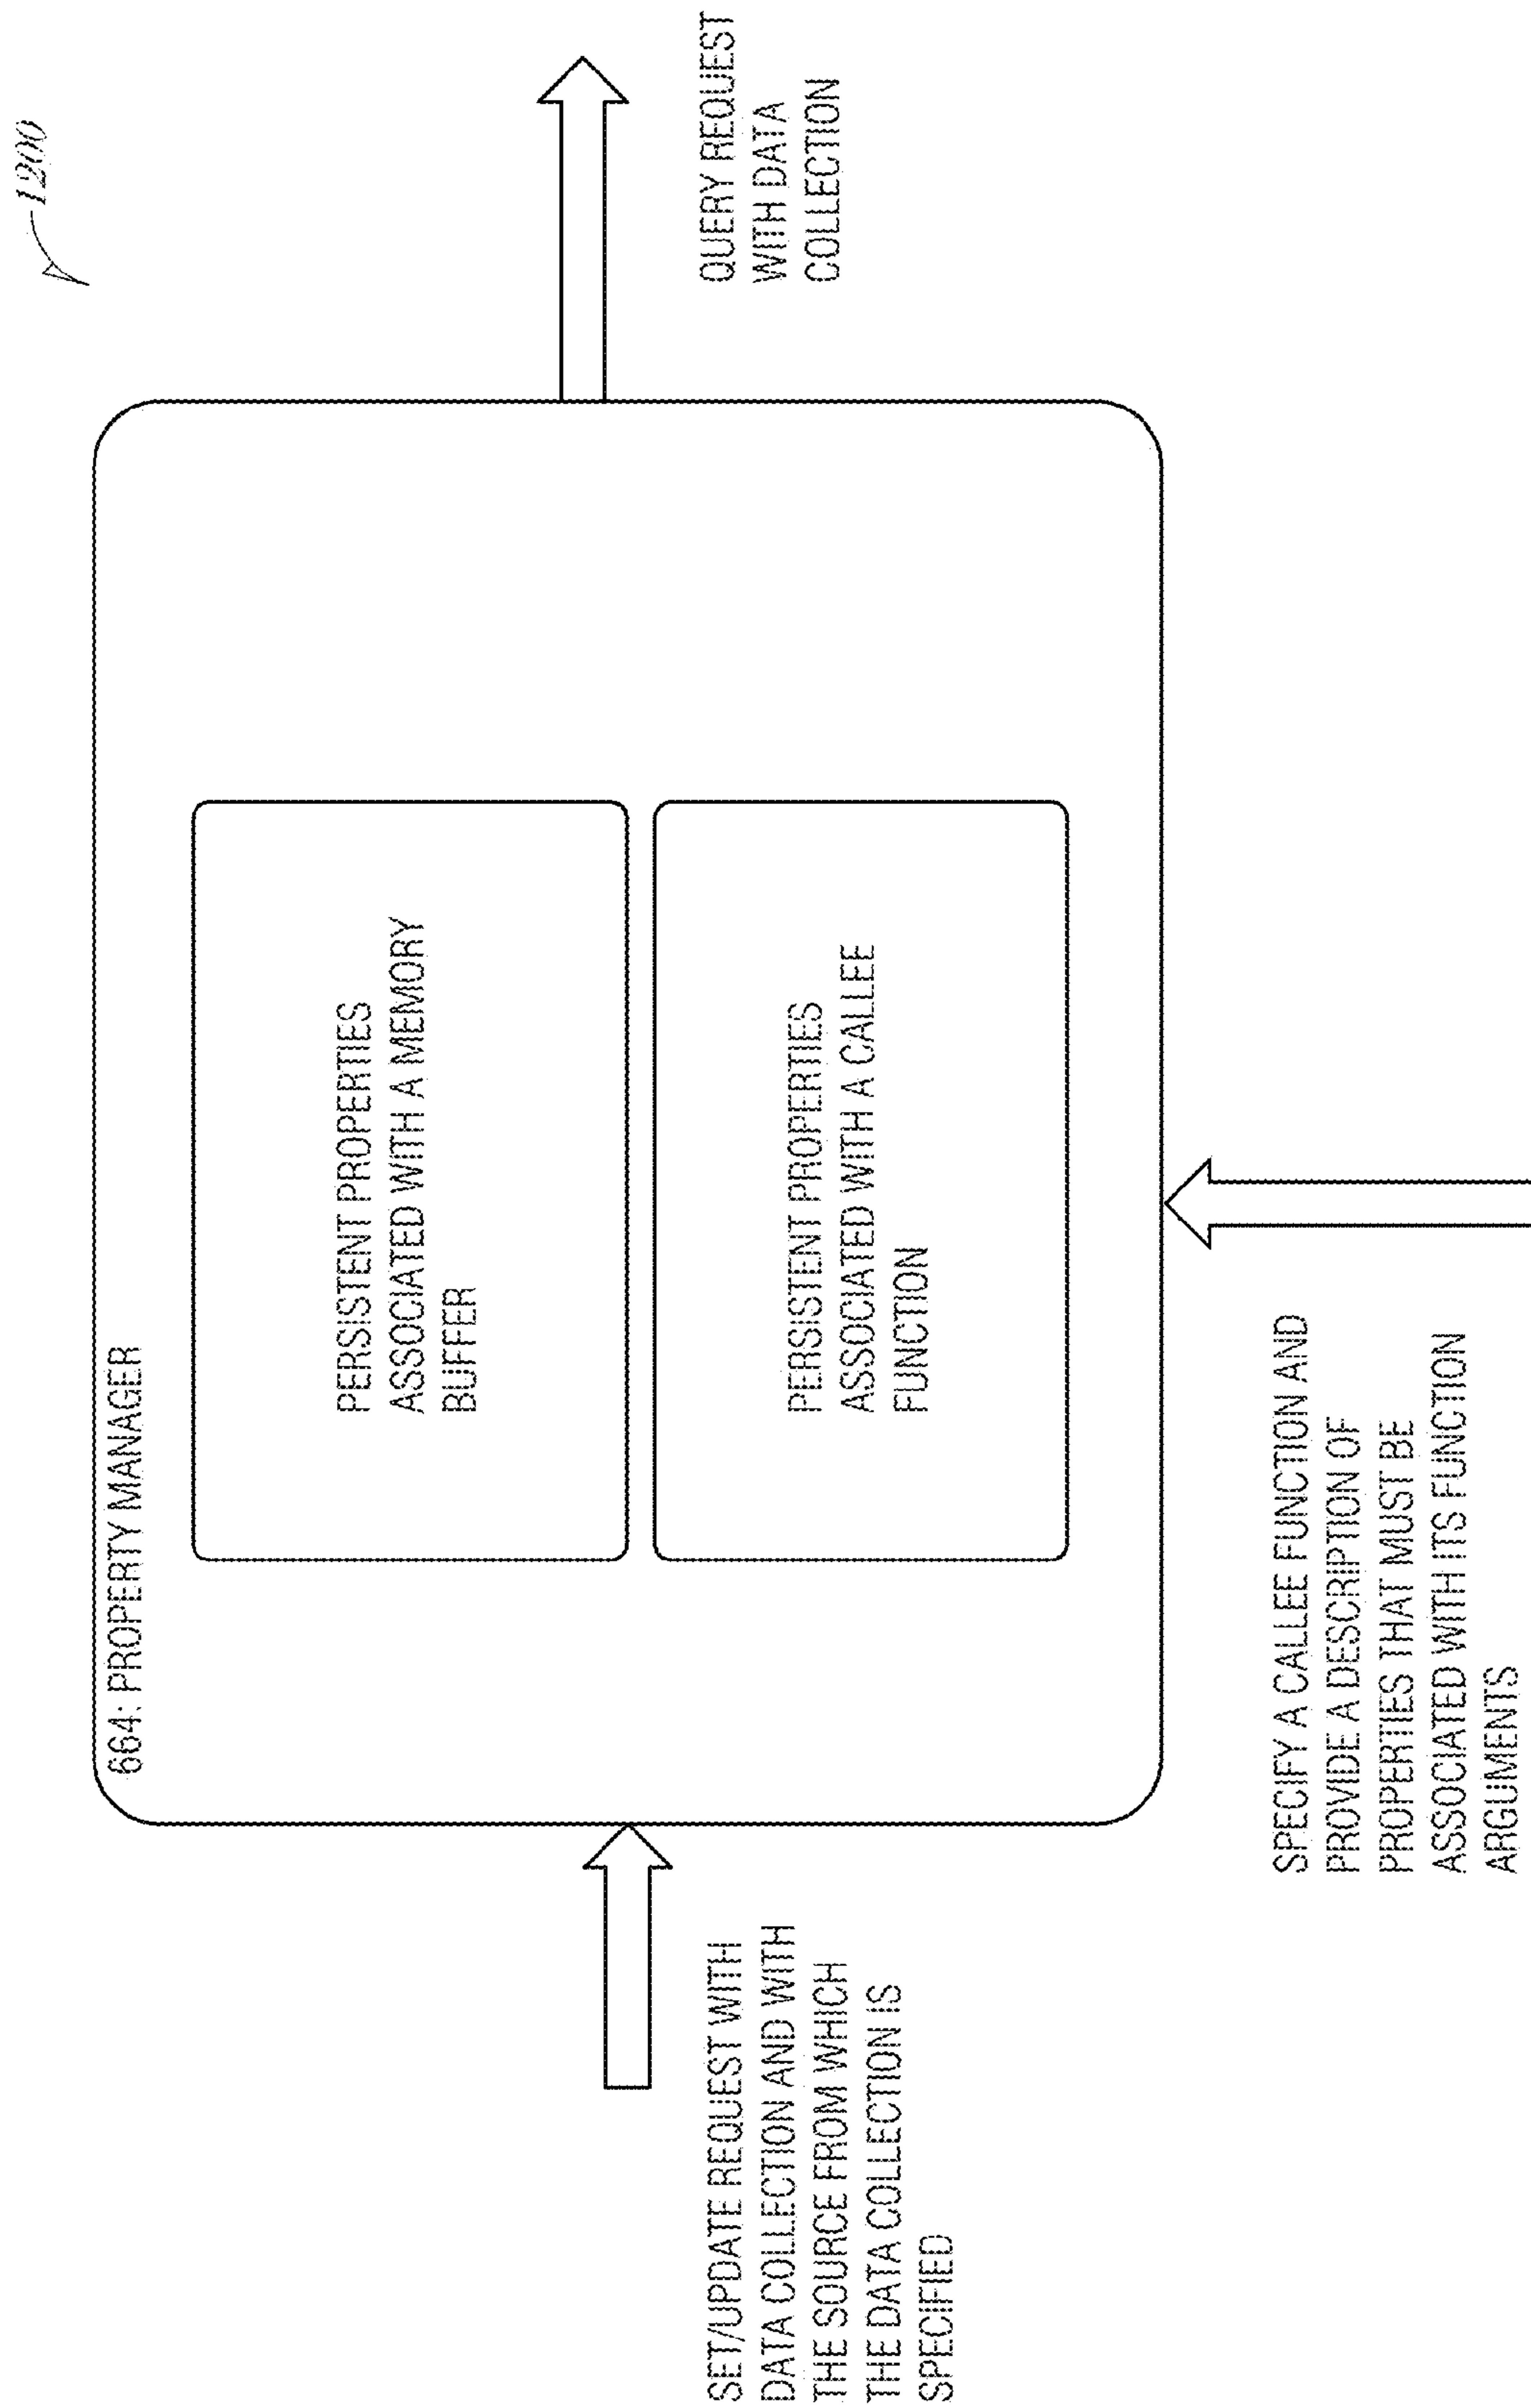 1200
664: PROPERTY MANAGER
PERSISTENT PROPERTIES
ASSOCIATED WITH A MEMORY
BUFFER
PERSISTENT PROPERTIES
ASSOCIATED WITH A CALLEE
FUNCTION
SET/UPDATE REQUEST WITH
DATA COLLECTION AND WITH
THE SOURCE FROM WHICH
THE DATA COLLECTION IS
SPECIFIED
QUERY REQUEST
WITH DATA
COLLECTION
SPECIFY A CALLEE FUNCTION AND
PROVIDE A DESCRIPTION OF
PROPERTIES THAT MUST BE
ASSOCIATED WITH ITS FUNCTION
ARGUMENTS